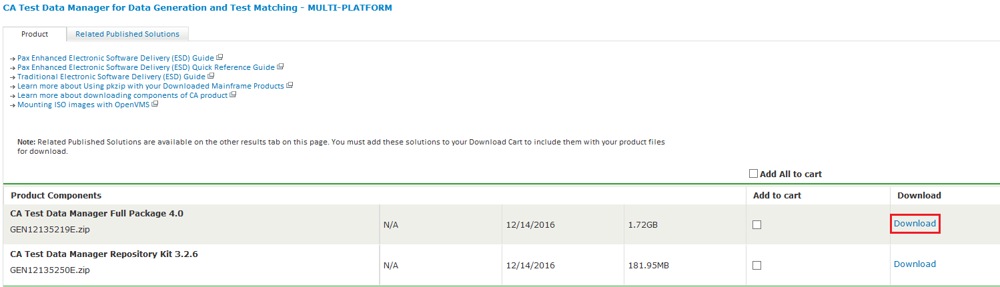 CA Test Data Manager for Data Generation and Test Matching - MULTI-PLATFORM
Product
Related Published Solutions
Pax Enhanced Electronic Software Delivery (ESD) Guide
Pax Enhanced Electronic Software Delivery (ESD) Quick Reference Guide
Traditional Electronic Software Delivery (ESD) Guide
Learn more about Using pkzip with your Downloaded Mainframe Products
Learn more about downloading components of CA product
Mounting ISO images with OpenVMS
Note: Related Published Solutions are available on the other results tab on this page. You must add these solutions to your Download Cart to include them with your product files
for download.
Add All to cart
Product Components Add to cart Download
CA Test Data Manager Full Package 4.0
GEN12135219E.zip
N/A 12/14/2016 1.72GB Download
CA Test Data Manager Repository Kit 3.2.6
GEN12135250E.zip
N/A 12/14/2016 181.95MB Download